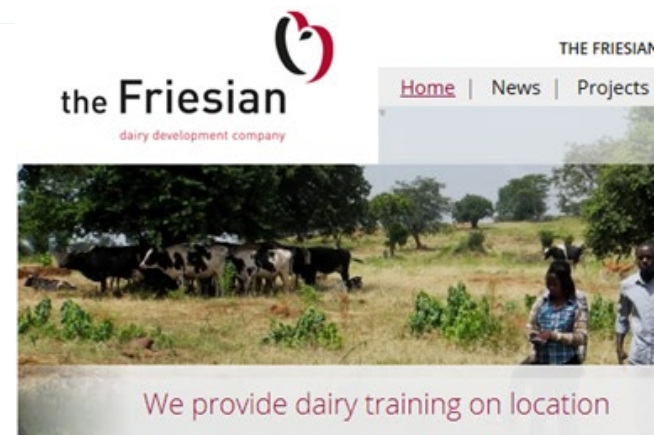 THE FRIESIAN
the Friesian
dairy development company
Home | News | Projects
We provide dairy training on location